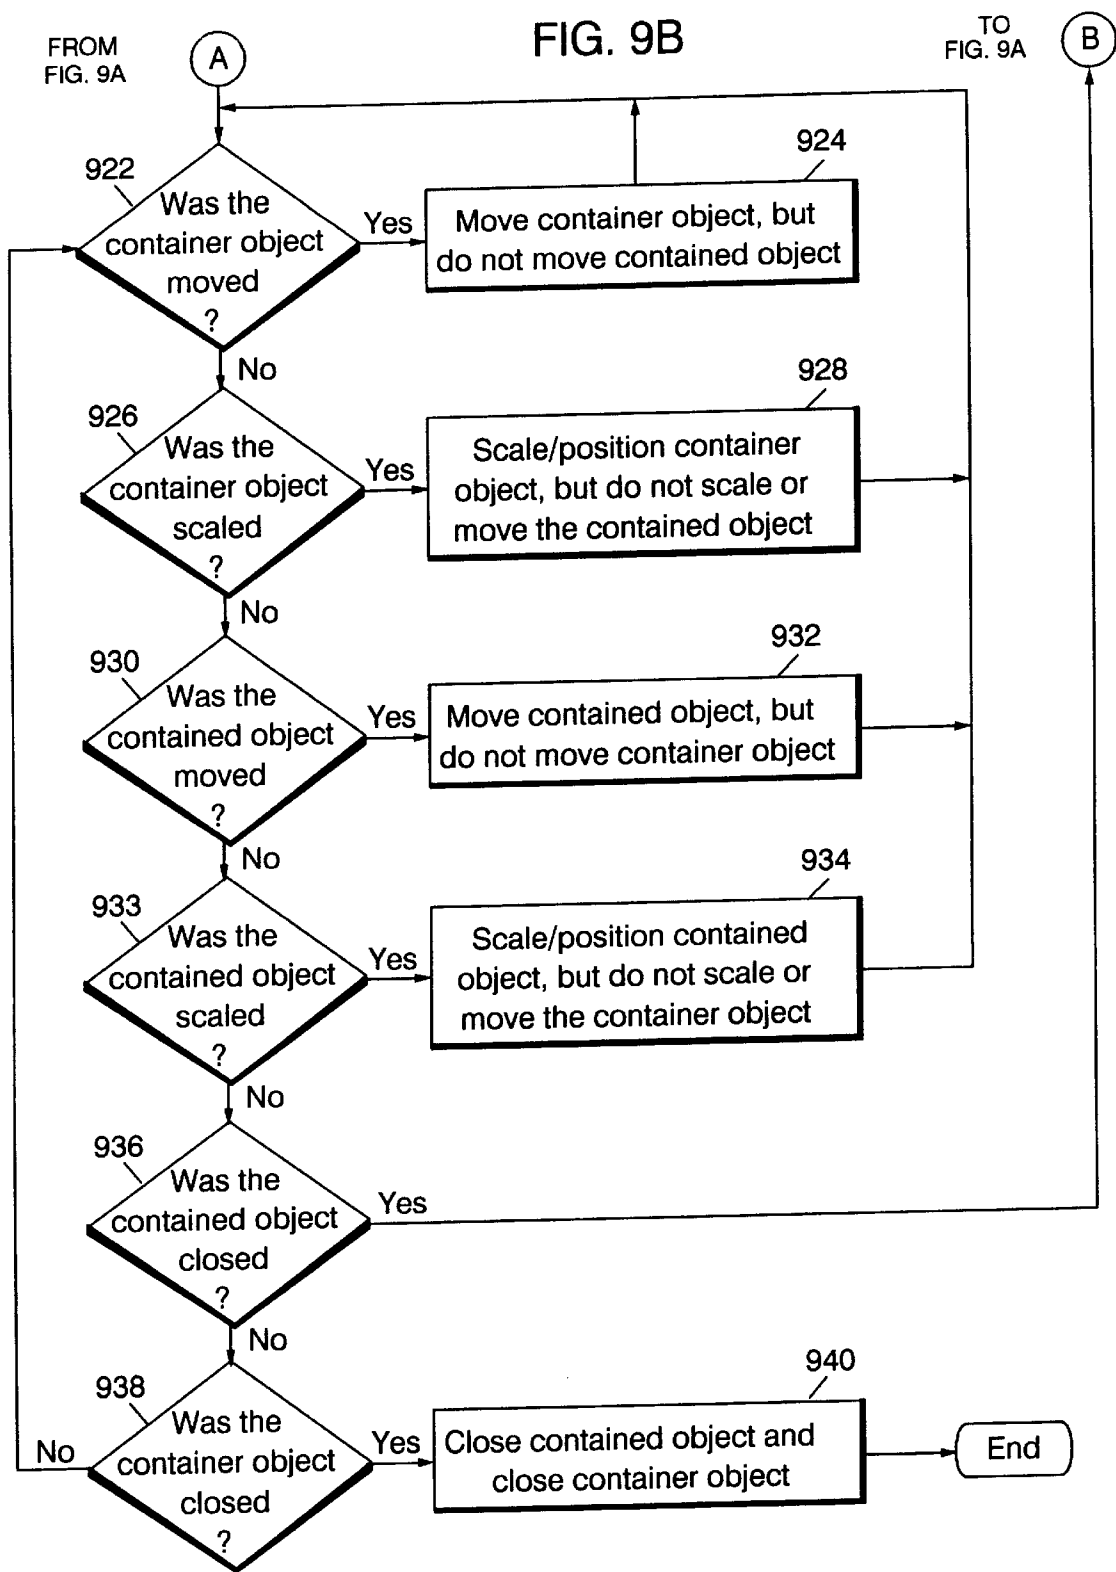 FROM
FIG. 9A
A
FIG. 9B
TO
FIG. 9A
B
922
Was the
container object
moved
?
Yes
924
Move container object, but
do not move contained object
No
926
Was the
container object
scaled
?
Yes
928
Scale/position container
object, but do not scale or
move the contained object
No
930
Was the
contained object
moved
?
Yes
932
Move contained object, but
do not move container object
No
933
Was the
contained object
scaled
?
Yes
934
Scale/position contained
object, but do not scale or
move the container object
No
936
Was the
contained object
closed
?
Yes
No
938
Was the
container object
closed
?
No
Yes
940
Close contained object and
close container object
End